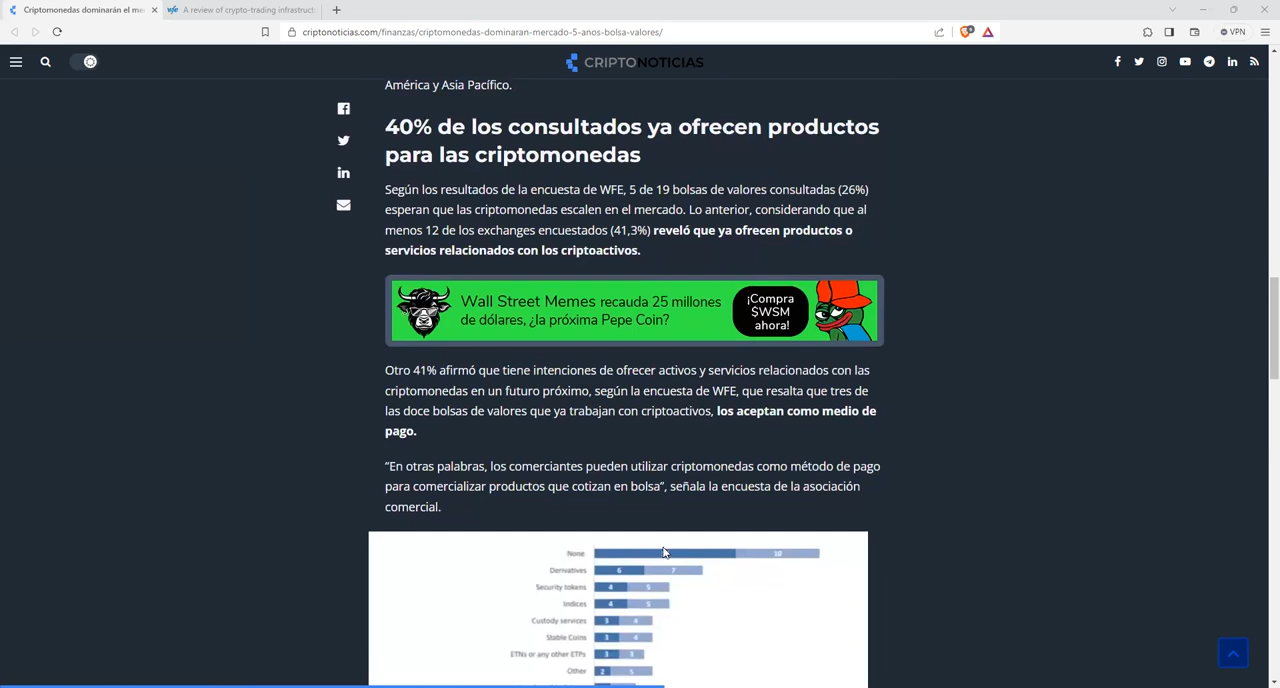 Criptomonedas dominarán el me
A review of crypto-trading infrastruct
criptonoticias.com/finanzas/criptomonedas-dominaran-mercado-5-anos-bolsa-valores/
VPN
CRIPTONOTICIAS
América y Asia Pacífico.
40% de los consultados ya ofrecen productos
para las criptomonedas
Según los resultados de la encuesta de WFE, 5 de 19 bolsas de valores consultadas (26%)
esperan que las criptomonedas escalen en el mercado. Lo anterior, considerando que al
menos 12 de los exchanges encuestados (41,3%) reveló que ya ofrecen productos o
servicios relacionados con los criptoactivos.
Wall Street Memes recauda 25 millones
de dólares, ¿la próxima Pepe Coin?
¡Compra
$WSM
ahora!
Otro 41% afirmó que tiene intenciones de ofrecer activos y servicios relacionados con las
criptomonedas en un futuro próximo, según la encuesta de WFE, que resalta que tres de
las doce bolsas de valores que ya trabajan con criptoactivos, los aceptan como medio de
pago.
“En otras palabras, los comerciantes pueden utilizar criptomonedas como método de pago
para comercializar productos que cotizan en bolsa”, señala la encuesta de la asociación
comercial.
None 10
Derivatives 6 7
Security tokens 4 5
Indices 4 5
Custody services 3 4
Stable Coins 3 4
ETNs or any other ETPs 3 3
Other 2 5